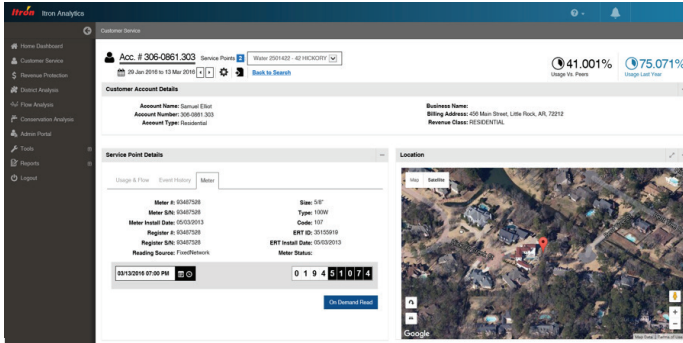 Itrón Itron Analytics
Customer Service
Home Dashboard
Customer Service
Revenue Protection
District Analysis
Flow Analysis
Conservation Analysis
Admin Portal
Tools
Reports
Logout
Acc. # 306-0861.303 Service Points 2 Water 2501422 - 42 HICKORY
29 Jan 2016 to 13 Mar 2016 Back to Search
41.001% 75.071%
Usage Vs. Peers Usage Last Year
Customer Account Details
Account Name: Samuel Elliot
Account Number: 306-0861.303
Account Type: Residential
Business Name:
Billing Address: 456 Main Street, Little Rock, AR, 72212
Revenue Class: RESIDENTIAL
Service Point Details
Usage & Flow Event History Meter
Meter #: 93487528
Meter S/N: 93487528
Meter Install Date: 05/03/2013
Register #: 93487528
Register S/N: 93487528
Reading Source: FixedNetwork
Size: 5/8"
Type: 100W
Code: 107
ERT ID: 35155919
ERT Install Date: 05/03/2013
Meter Status:
03/13/2016 07:00 PM 0 1 9 4 5 1 0 7 4
On Demand Read
Location
Map Satellite
Google